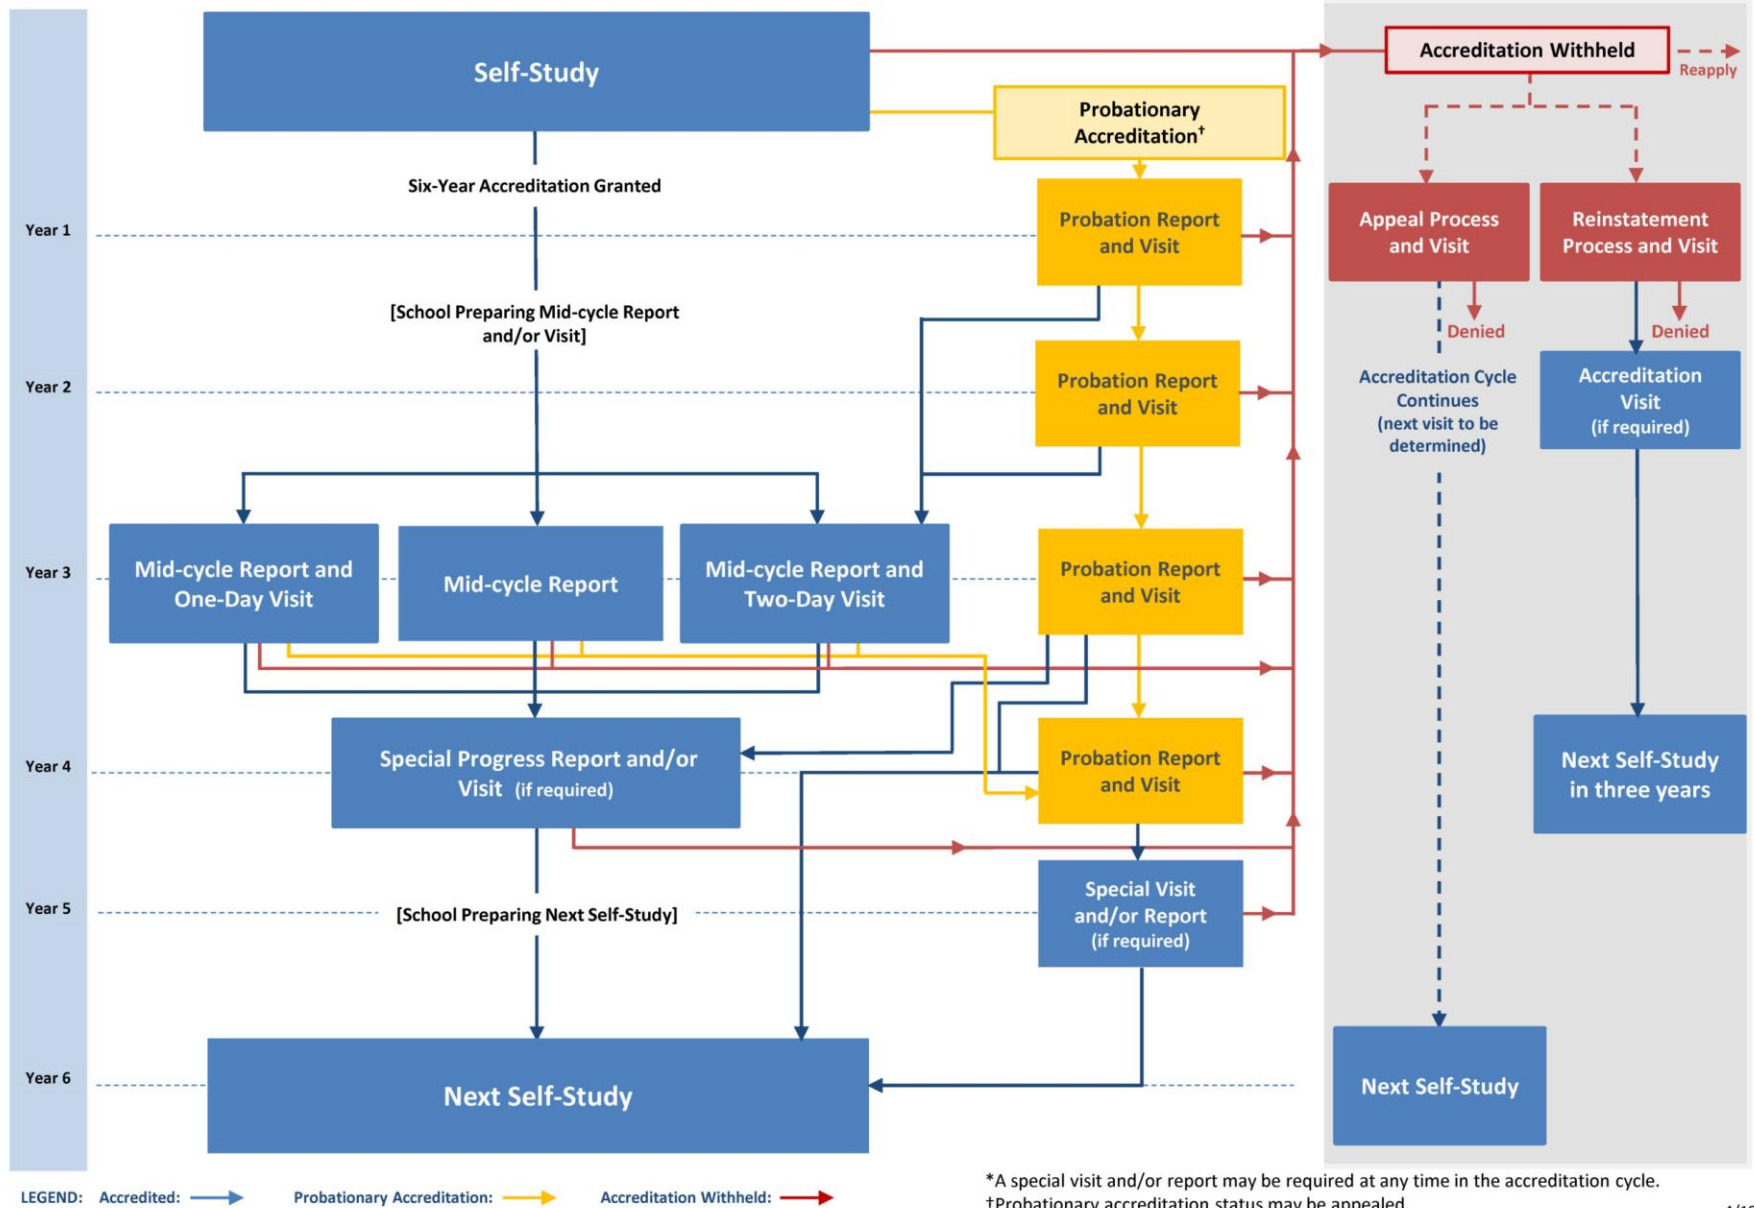 Self-Study
Accreditation Withheld
Reapply
Probationary
Accreditation†
Six-Year Accreditation Granted
Year 1
Probation Report
and Visit
Appeal Process
and Visit
Reinstatement
Process and Visit
[School Preparing Mid-cycle Report
and/or Visit]
Denied
Denied
Year 2
Probation Report
and Visit
Accreditation Cycle
Continues
(next visit to be
determined)
Accreditation
Visit
(if required)
Year 3
Mid-cycle Report and
One-Day Visit
Mid-cycle Report
Mid-cycle Report and
Two-Day Visit
Probation Report
and Visit
Year 4
Special Progress Report and/or
Visit (if required)
Probation Report
and Visit
Next Self-Study
in three years
Year 5
[School Preparing Next Self-Study]
Special Visit
and/or Report
(if required)
Year 6
Next Self-Study
Next Self-Study
LEGEND: Accredited:
Probationary Accreditation:
Accreditation Withheld:
*A special visit and/or report may be required at any time in the accreditation cycle.
†Probationary accreditation status may be appealed